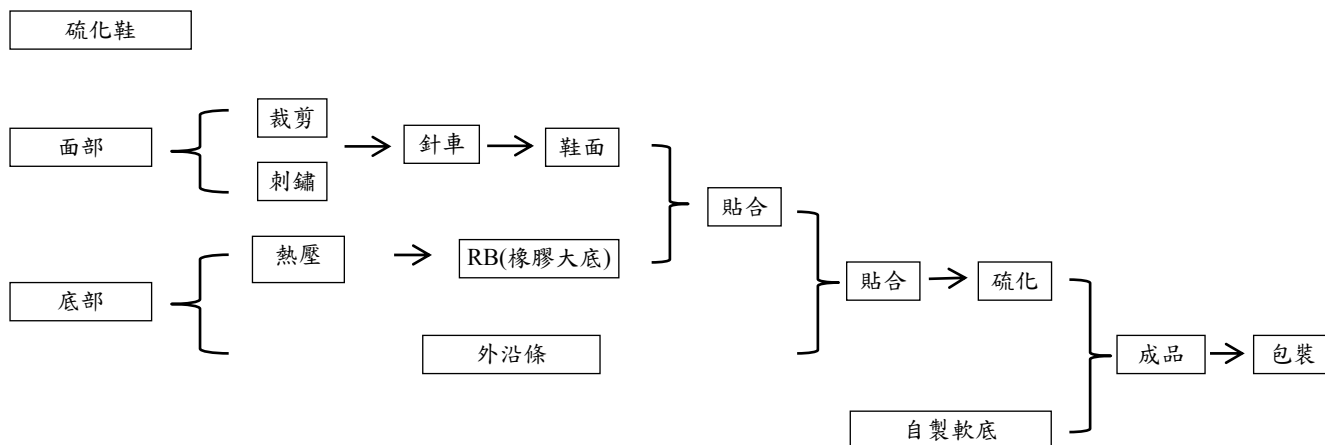 硫化鞋
裁剪
面部
針車
鞋面
刺鏽
貼合
熱壓
RB(橡膠大底)
底部
貼合
硫化
外沿條
成品
包裝
自製軟底